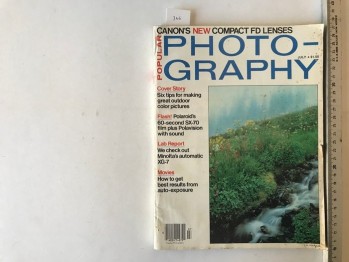 CANON'S NEW COMPACT FD LENSES
POPULAR
PHOTO-
GRAPHY
JULY
Cover Story
Six tips for making
great outdoor
color pictures
Flash! Polaroid's
60-second SX-70
film plus Polavision
with sound
Lab Report
We check out
Minolta's automatic
XG-7
Movies
How to get
best results from
auto-exposure